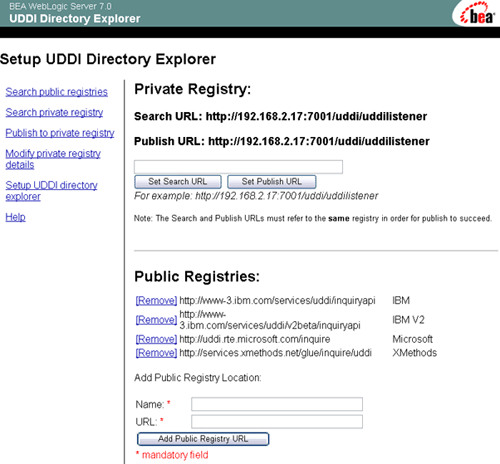 BEA WebLogic Server 7.0
UDDI Directory Explorer
bea
Setup UDDI Directory Explorer
Search public registries
Search private registry
Publish to private registry
Modify private registry
details
Setup UDDI directory
explorer
Help
Private Registry:
Search URL: http://192.168.2.17:7001/uddi/uddilistener
Publish URL: http://192.168.2.17:7001/uddi/uddilistener
Set Search URL Set Publish URL
For example: http://192.168.2.17:7001/uddi/uddilistener
Note: The Search and Publish URLs must refer to the same registry in order for publish to succeed.
Public Registries:
[Remove] http://www-3.ibm.com/services/uddi/inquiryapi IBM
[Remove] http://www-
3.ibm.com/services/uddi/v2beta/inquiryapi IBM V2
[Remove] http://uddi.rte.microsoft.com/inquire Microsoft
[Remove] http://services.xmethods.net/glue/inquire/uddi XMethods
Add Public Registry Location:
Name: *
URL: *
Add Public Registry URL
* mandatory field